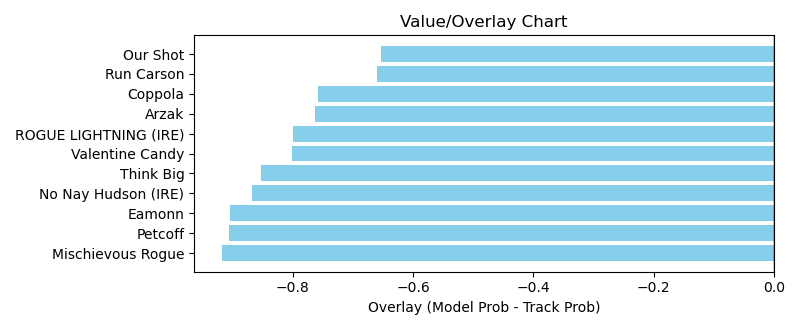 Value/Overlay Chart
Our Shot
Run Carson
Coppola
Arzak
ROGUE LIGHTNING (IRE)
Valentine Candy
Think Big
No Nay Hudson (IRE)
Eamonn
Petcoff
Mischievous Rogue
−0.8 −0.6 −0.4 −0.2 0.0
Overlay (Model Prob - Track Prob)